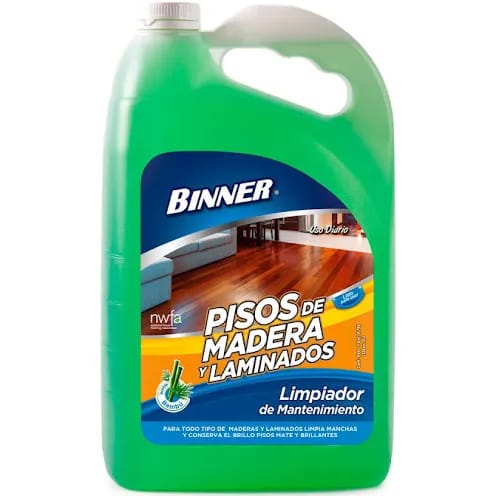 BINNER®
Uso Diario
nwfa
PISOS DE
MADERA
Y LAMINADOS
Bambú
Limpiador
de Mantenimiento
PARA TODO TIPO DE MADERAS Y LAMINADOS LIMPIA MANCHAS
Y CONSERVA EL BRILLO PISOS MATE Y BRILLANTES